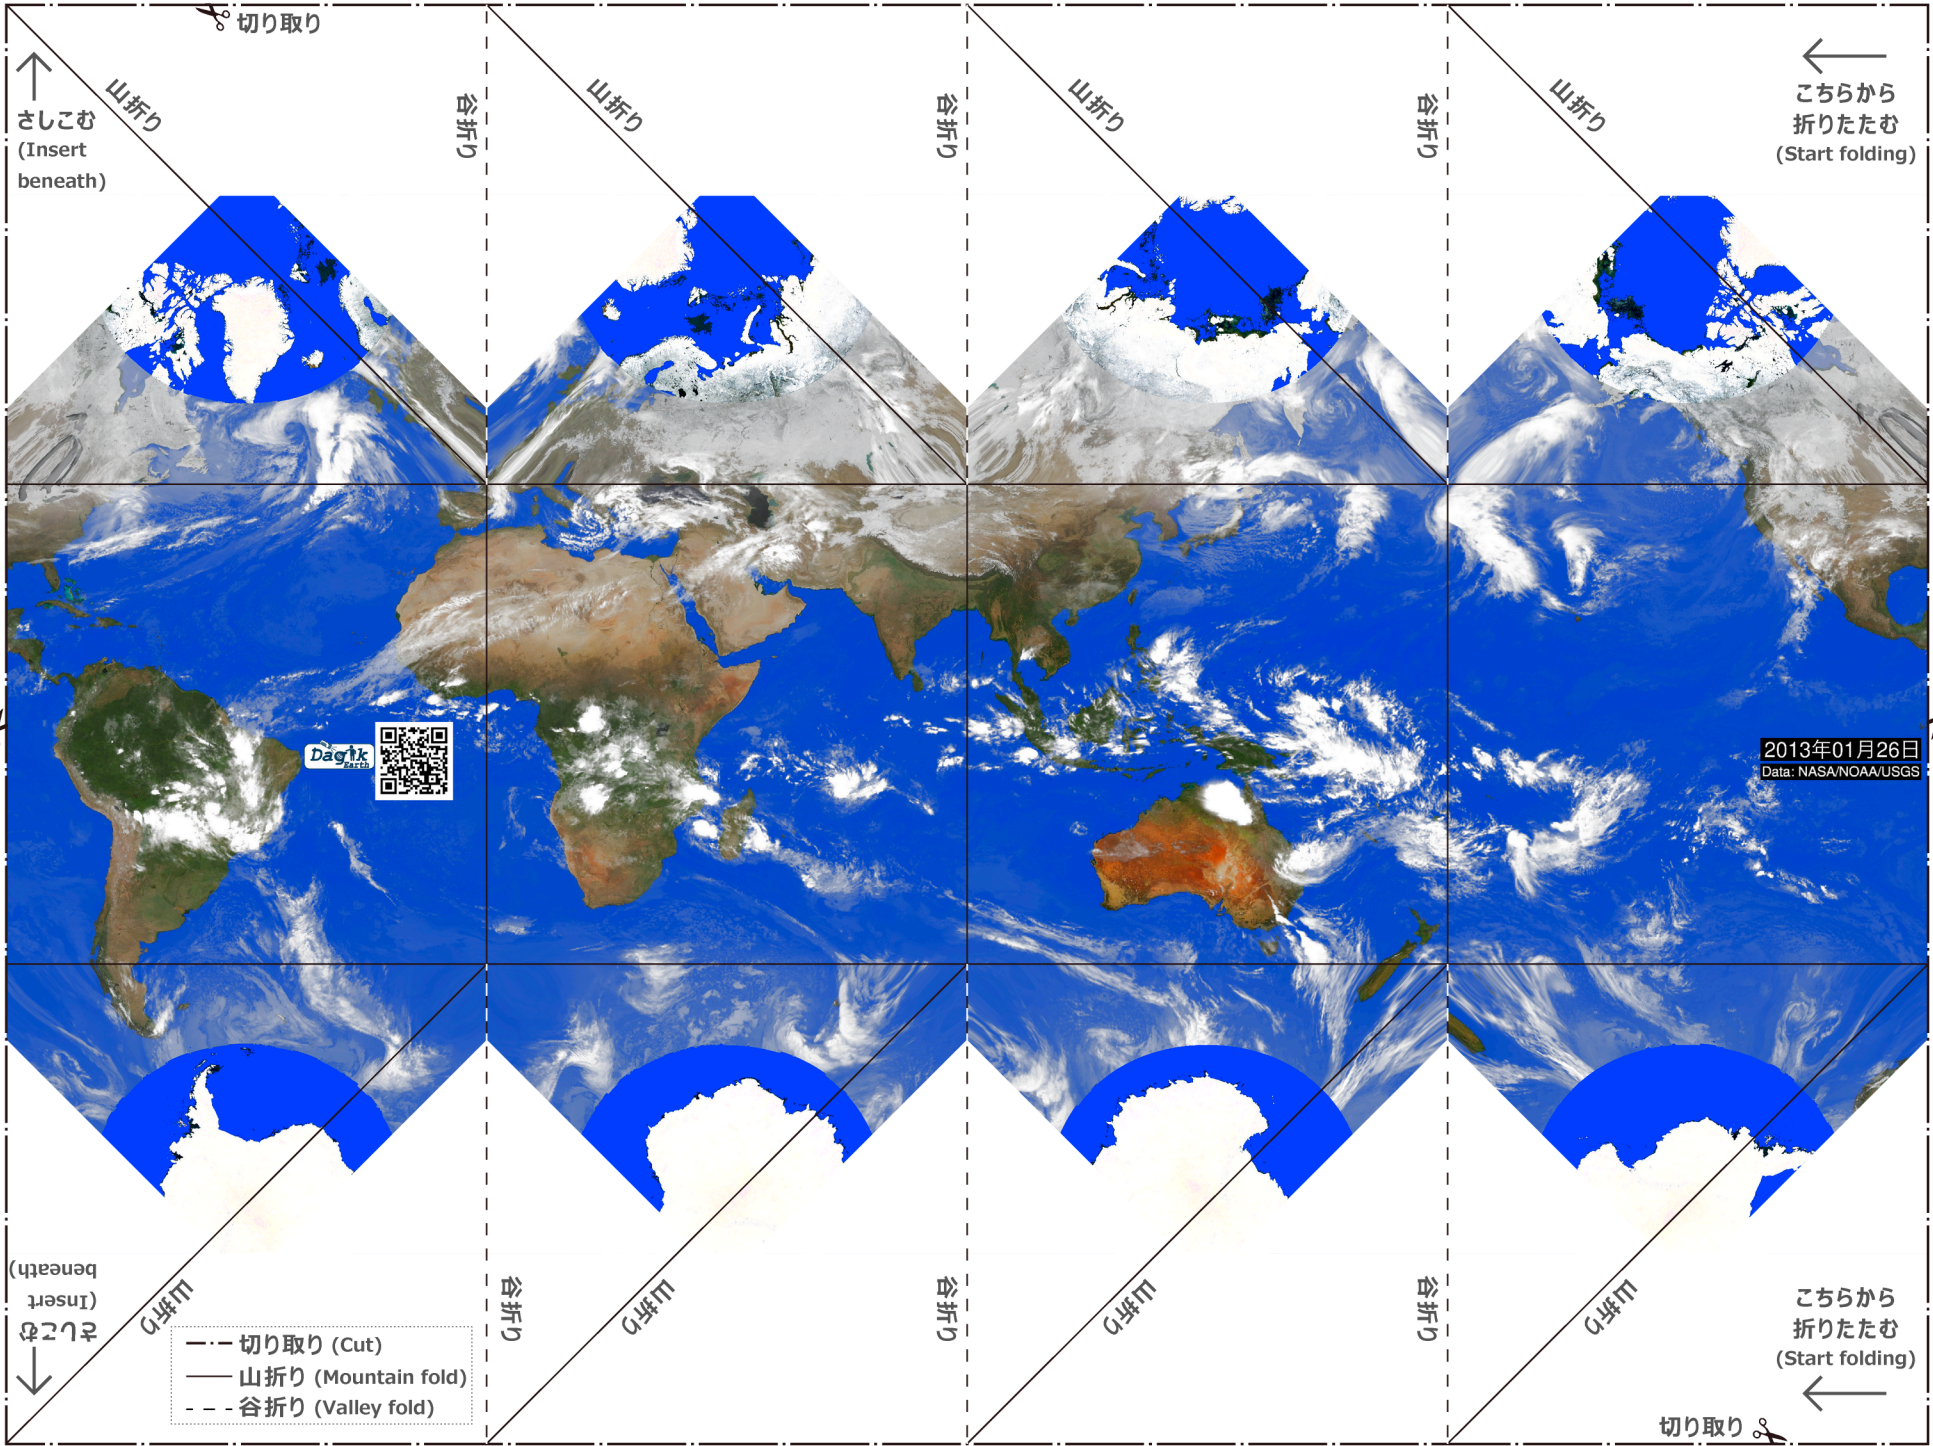 切り取り
山折り
谷折り
山折り
谷折り
山折り
谷折り
山折り
こちらから
折りたたむ
(Start folding)
さしこむ
(Insert
beneath)
Dagik
Earth
2013年01月26日
Data: NASA/NOAA/USGS
さしこむ
(Insert
beneath)
山折り
谷折り
山折り
谷折り
山折り
谷折り
山折り
こちらから
折りたたむ
(Start folding)
切り取り (Cut)
山折り (Mountain fold)
谷折り (Valley fold)
切り取り